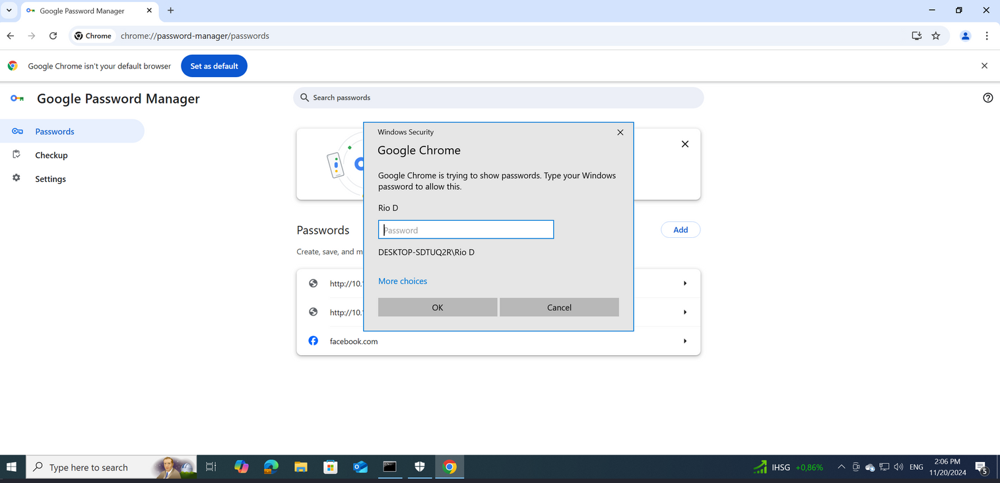 Google Password Manager
Chrome
chrome://password-manager/passwords
Google Chrome isn't your default browser
Set as default
Google Password Manager
Search passwords
Passwords
Checkup
Settings
Windows Security
Google Chrome
Google Chrome is trying to show passwords. Type your Windows
password to allow this.
Rio D
Password
DESKTOP-SDTUQ2R\Rio D
More choices
OK
Cancel
Passwords
Add
Create, save, and m
http://10.
http://10.
facebook.com
Type here to search
IHSG +0,86%
ENG
2:06 PM
11/20/2024
5